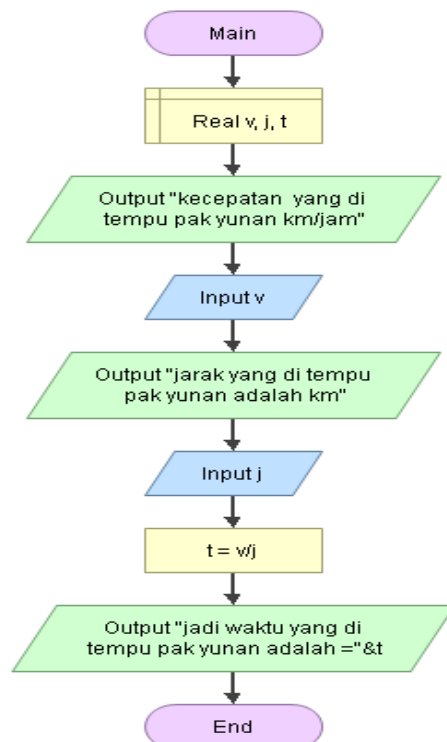 Main
Real v, j, t
Output "kecepatan yang di
tempu pak yunan km/jam"
Input v
Output "jarak yang di tempu
pak yunan adalah km"
Input j
t = v/j
Output "jadi waktu yang di
tempu pak yunan adalah ="&t
End